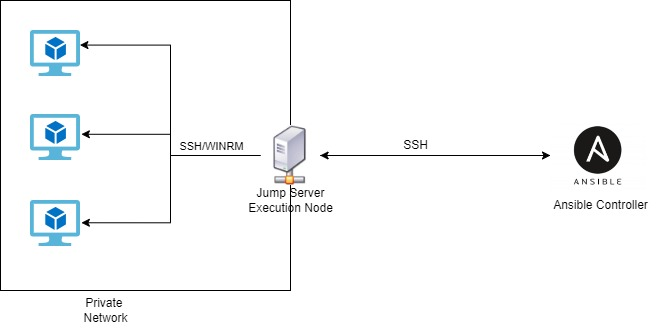 SSH/WINRM
SSH
Jump Server
Execution Node
ANSIBLE
Ansible Controller
Private
Network